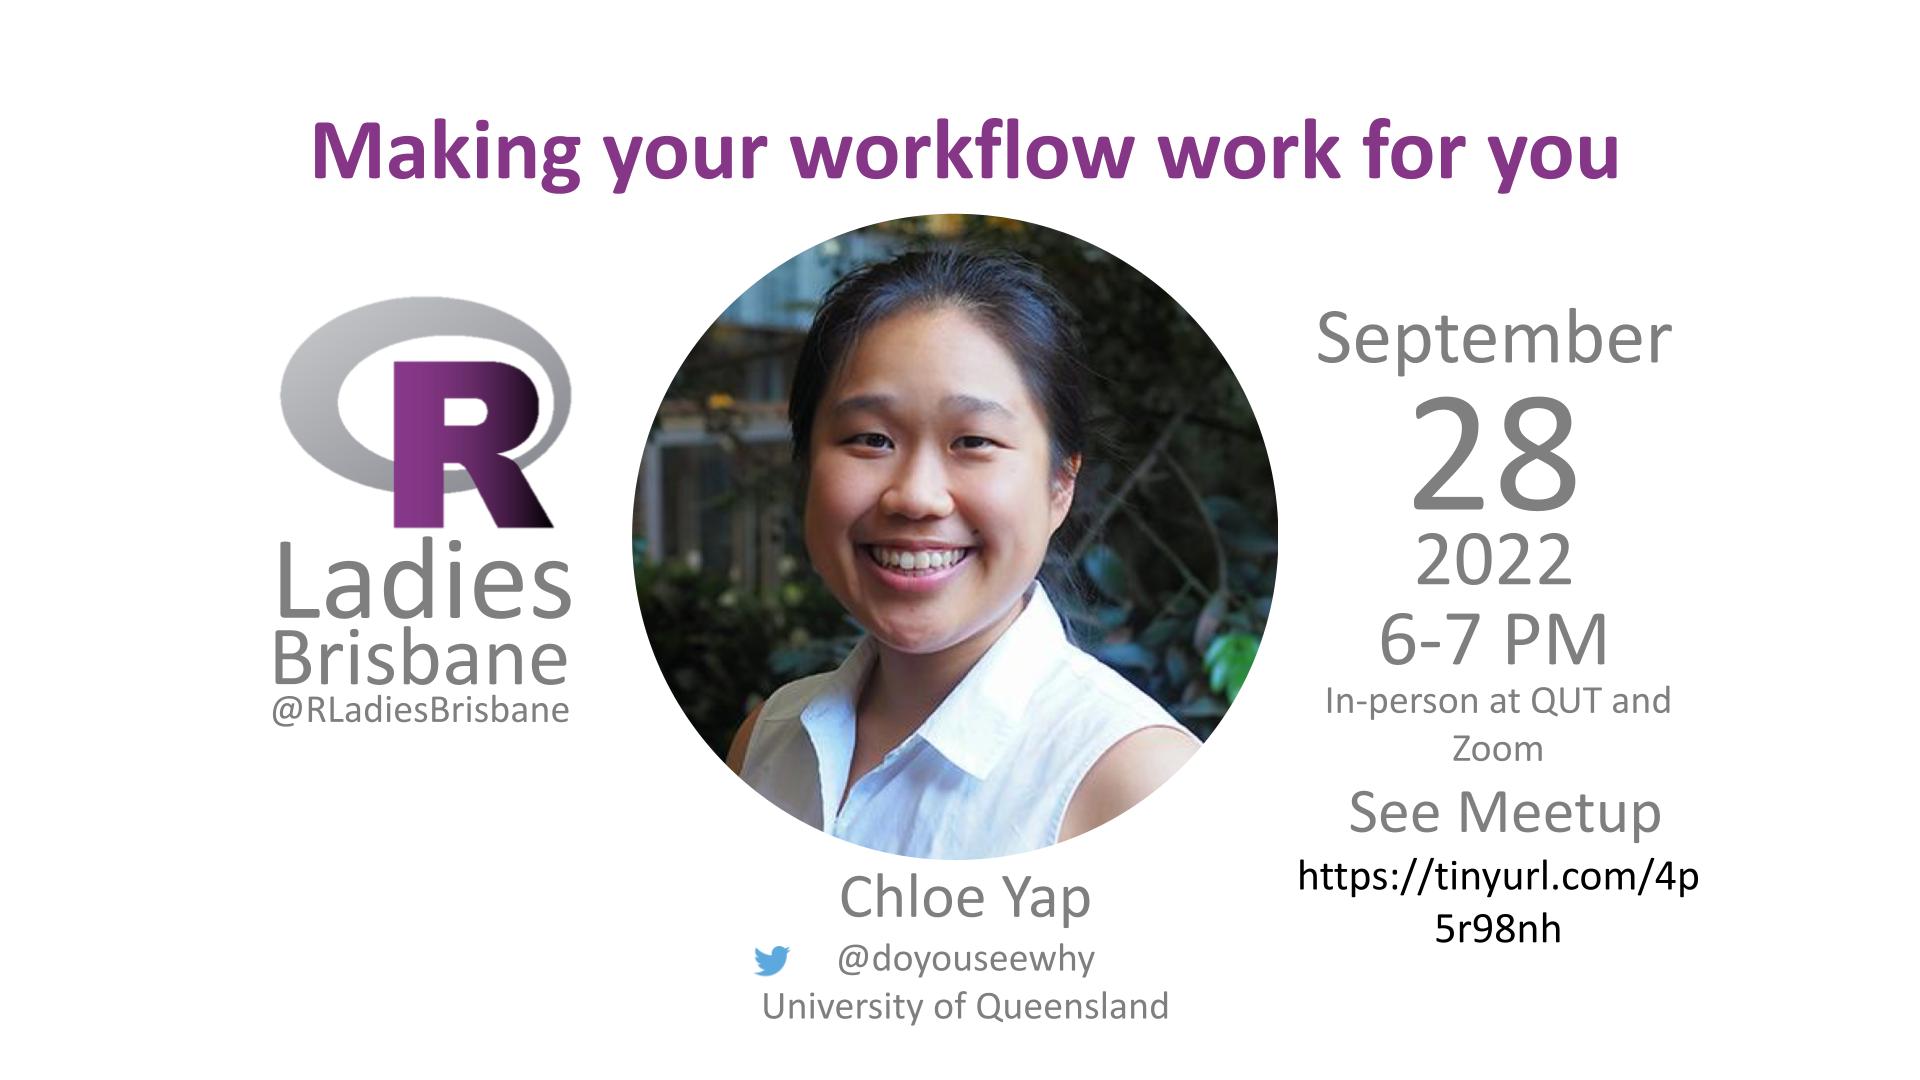 Making your workflow work for you
R
Ladies
Brisbane
@RLadiesBrisbane
Chloe Yap
@doyouseewhy
University of Queensland
September
28
2022
6-7 PM
In-person at QUT and
Zoom
See Meetup
https://tinyurl.com/4p
5r98nh